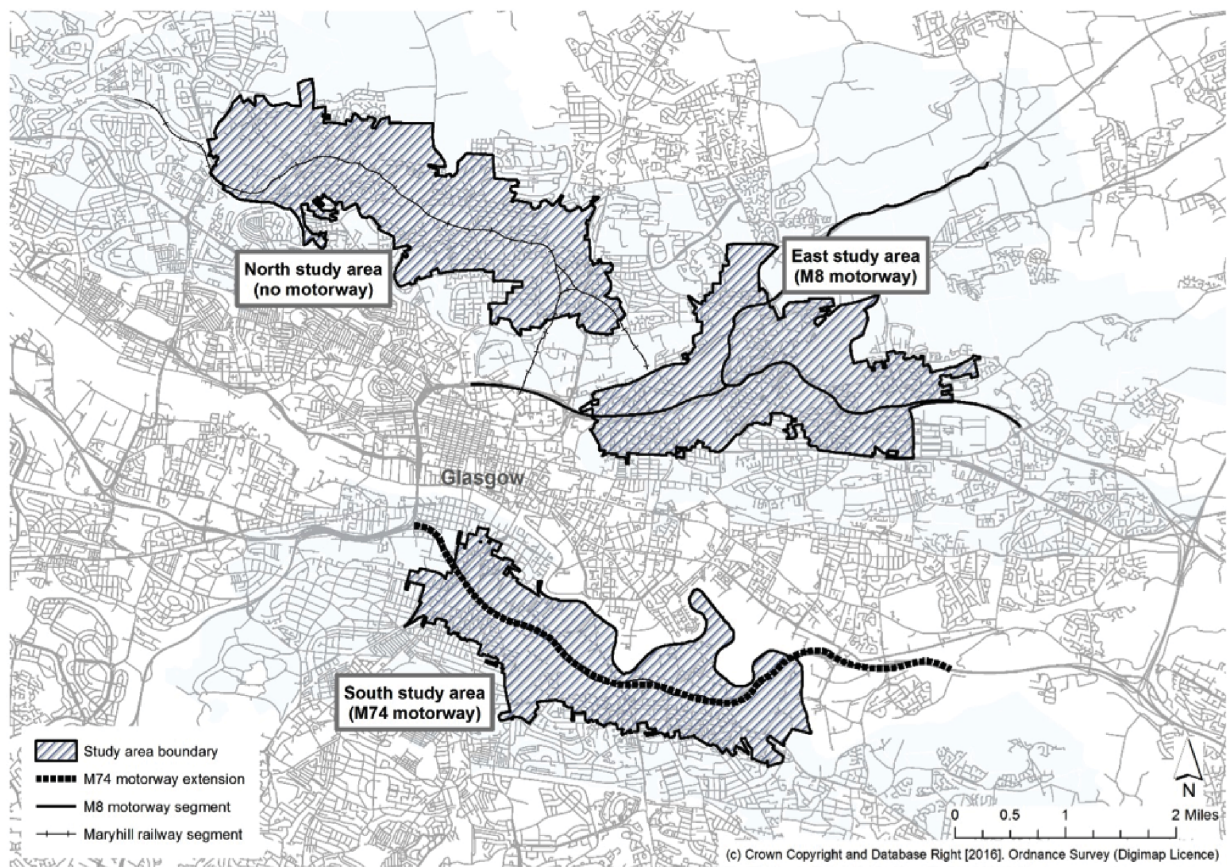 North study area
(no motorway)
East study area
(M8 motorway)
Glasgow
South study area
(M74 motorway)
Study area boundary
M74 motorway extension
M8 motorway segment
Maryhill railway segment
N
0 0.5 1 2 Miles
(c) Crown Copyright and Database Right [2016]. Ordnance Survey (Digimap Licence)